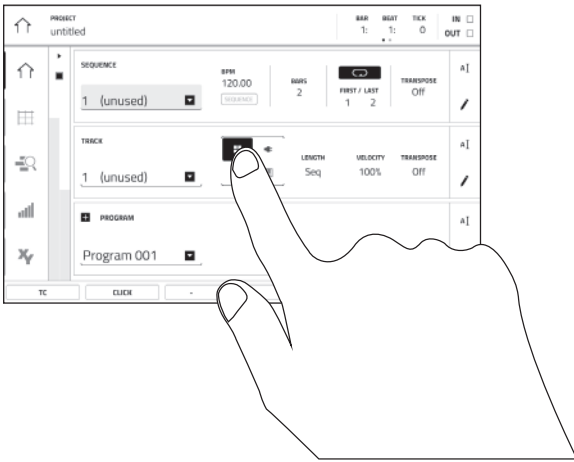 PROJECT
untitled
BAR BEAT TICK
1: 1: 0
IN
OUT
SEQUENCE
1 (unused)
BPM
120.00
SEQUENCE
BARS
2
FIRST / LAST
1 2
TRANSPOSE
Off
TRACK
1 (unused)
LENGTH
Seq
VELOCITY
100%
TRANSPOSE
Off
PROGRAM
Program 001
XY
TC
CLICK
-